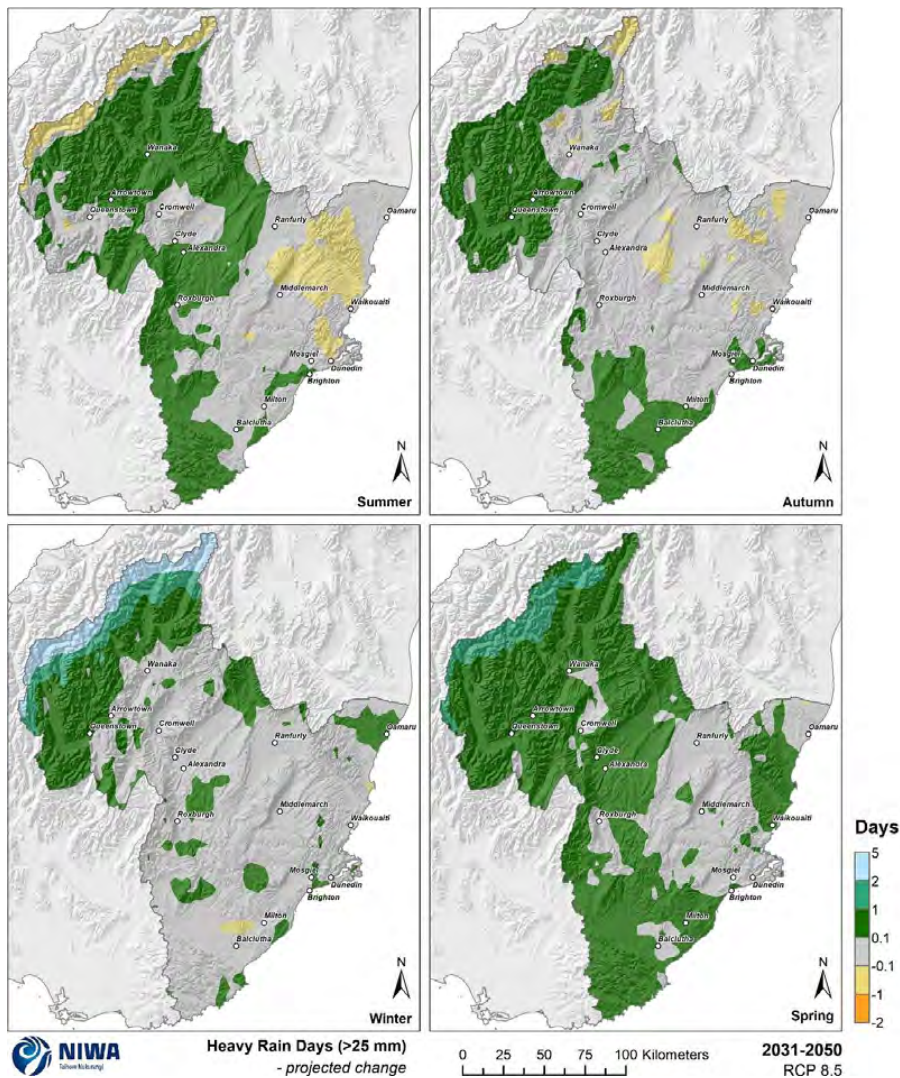 Wanaka
Arrowtown
Queenstown
Cromwell
Clyde
Alexandra
Ranfurly
Oamaru
Roxburgh
Middlemarch
Waikouaiti
Mosgiel
Dunedin
Brighton
Milton
Balclutha
N
Summer
Wanaka
Arrowtown
Queenstown
Cromwell
Clyde
Alexandra
Ranfurly
Oamaru
Roxburgh
Middlemarch
Waikouaiti
Mosgiel
Dunedin
Brighton
Milton
Balclutha
N
Autumn
Wanaka
Arrowtown
Queenstown
Cromwell
Clyde
Alexandra
Ranfurly
Oamaru
Roxburgh
Middlemarch
Waikouaiti
Mosgiel
Dunedin
Brighton
Milton
Balclutha
N
Winter
Wanaka
Arrowtown
Queenstown
Cromwell
Clyde
Alexandra
Ranfurly
Oamaru
Roxburgh
Middlemarch
Waikouaiti
Mosgiel
Dunedin
Brighton
Milton
Balclutha
N
Spring
Days
5
2
1
0.1
-0.1
-1
-2
NIWA
Taihoro Nukurangi
Heavy Rain Days (>25 mm)
- projected change
0 25 50 75 100 Kilometers
2031-2050
RCP 8.5